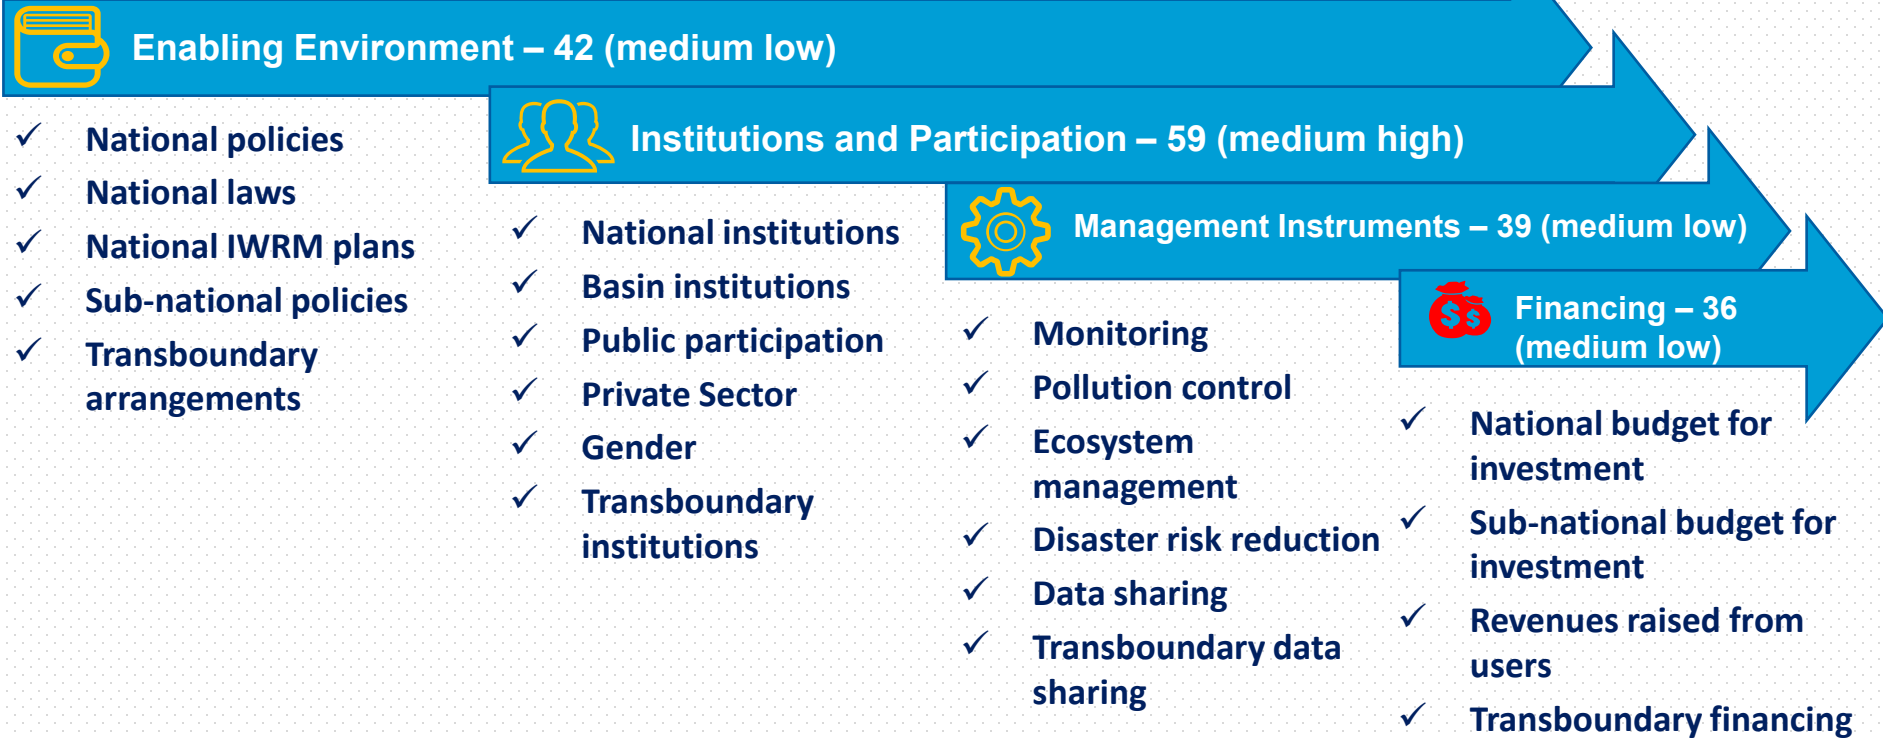 Enabling Environment – 42 (medium low)
✓ National policies
✓ National laws
✓ National IWRM plans
✓ Sub-national policies
✓ Transboundary
arrangements
Institutions and Participation – 59 (medium high)
✓ National institutions
✓ Basin institutions
✓ Public participation
✓ Private Sector
✓ Gender
✓ Transboundary
institutions
Management Instruments – 39 (medium low)
✓ Monitoring
✓ Pollution control
✓ Ecosystem
management
✓ Disaster risk reduction
✓ Data sharing
✓ Transboundary data
sharing
$ $
Financing – 36
(medium low)
✓ National budget for
investment
✓ Sub-national budget for
investment
✓ Revenues raised from
users
✓ Transboundary financing